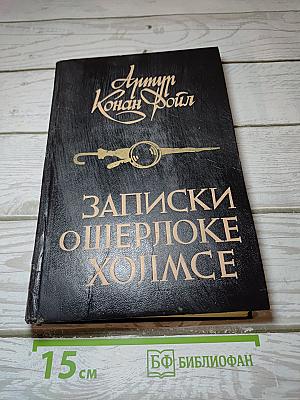 Артур
Конан Дойл
ЗАПИСКИ
О ШЕРЛОКЕ
ХОЛМСЕ
15 см
БФ БИБЛИОФАН